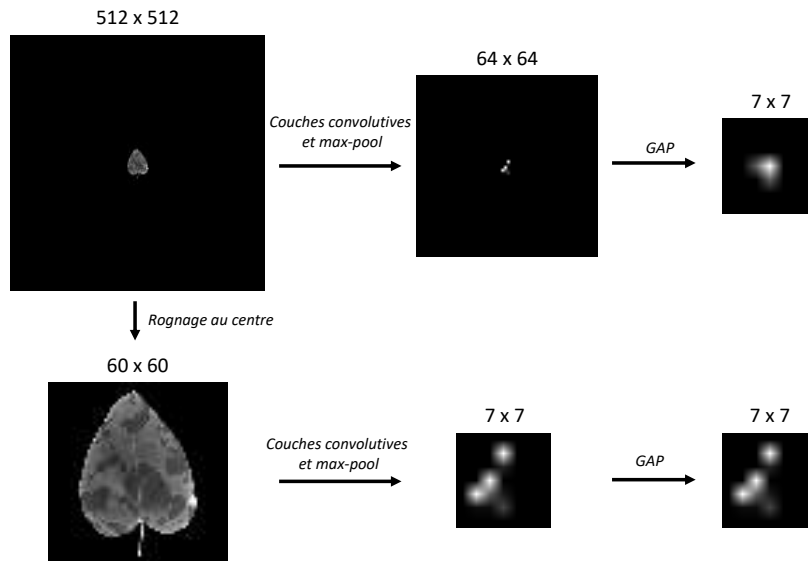 512 x 512
64 x 64
7 x 7
Couches convolutives
et max-pool
GAP
Rognage au centre
60 x 60
7 x 7
7 x 7
Couches convolutives
et max-pool
GAP